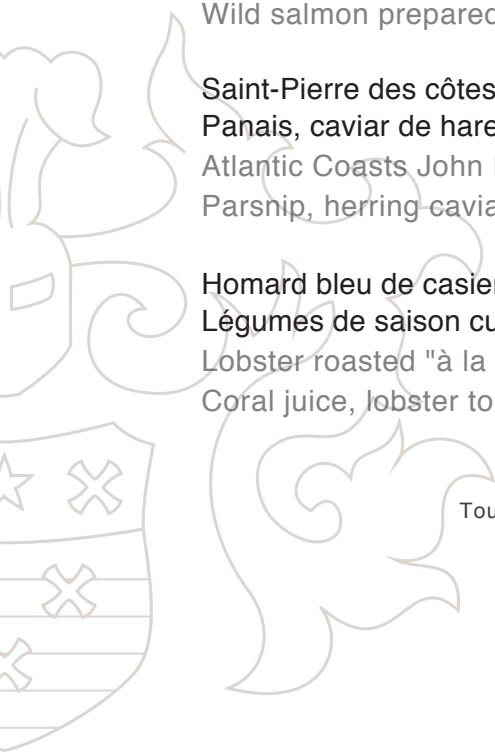 Wild salmon prepared
Saint-Pierre des côtes
Panais, caviar de hare
Atlantic Coasts John
Parsnip, herring cavia
Homard bleu de casier
Légumes de saison cu
Lobster roasted "à la
Coral juice, lobster to
Tou